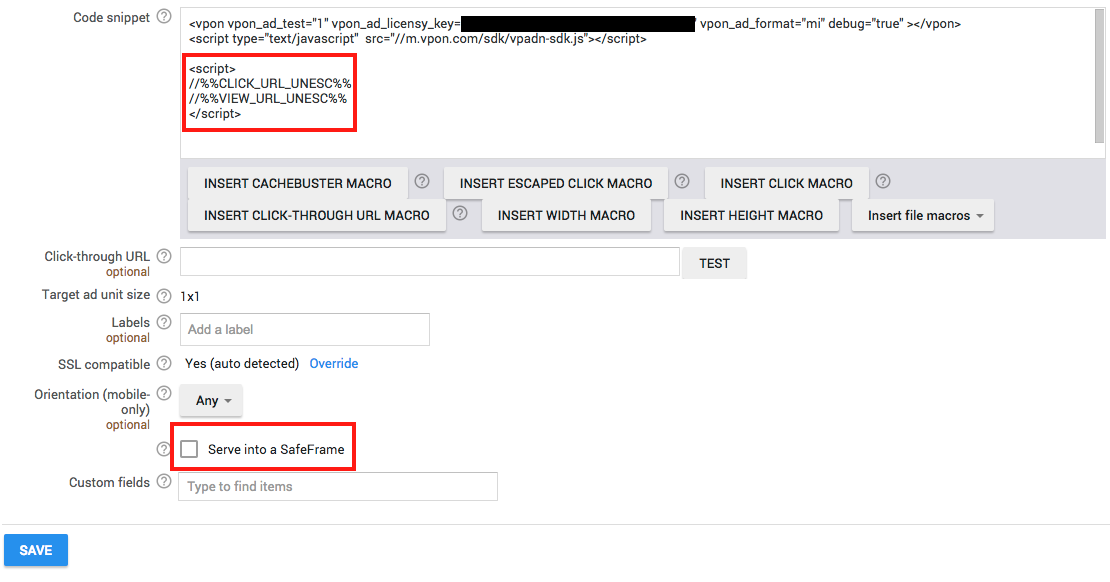 Code snippet
<vpon vpon_ad_test="1" vpon_ad_licensy_key= " vpon_ad_format="mi" debug="true" ></vpon>
<script type="text/javascript"  src="//m.vpon.com/sdk/vpadn-sdk.js"></script>
<script>
//%%CLICK_URL_UNESC%%
//%%VIEW_URL_UNESC%%
</script>
INSERT CACHEBUSTER MACRO ? INSERT ESCAPED CLICK MACRO ? INSERT CLICK MACRO ?
INSERT CLICK-THROUGH URL MACRO ? INSERT WIDTH MACRO INSERT HEIGHT MACRO Insert file macros
Click-through URL ? TEST
optional
Target ad unit size ? 1x1
Labels ? Add a label
optional
SSL compatible ? Yes (auto detected) Override
Orientation (mobile-
only) ? Any
optional
? Serve into a SafeFrame
Custom fields ? Type to find items
SAVE